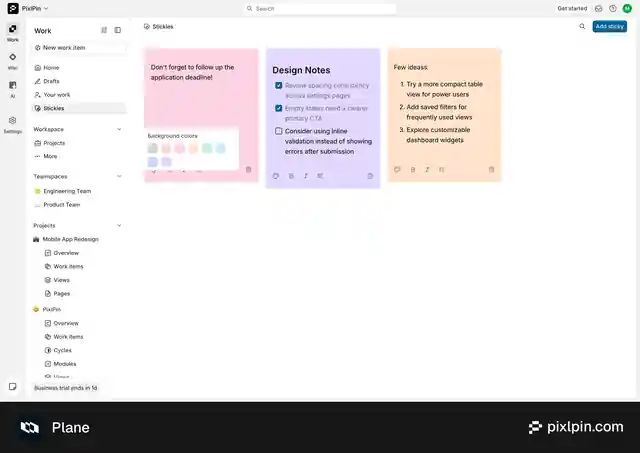 PixlPin
Search
Get started
M
Work
Work
New work item
Stickies
Add sticky
Wiki
AI
Settings
Home
Drafts
Your work
Stickies
Workspace
Projects
More
Teamspaces
Engineering Team
Product Team
Projects
Mobile App Redesign
Overview
Work items
Views
Pages
PixlPin
Overview
Work items
Cycles
Modules
Views
Business trial ends in 1d
Don't forget to follow up the
application deadline!
Background colors
Design Notes
Review spacing consistency
across settings pages
Empty states need a clearer
primary CTA
Consider using inline
validation instead of showing
errors after submission
Few ideass:
1. Try a more compact table
view for power users
2. Add saved filters for
frequently used views
3. Explore customizable
dashboard widgets
Plane
pixlpin.com